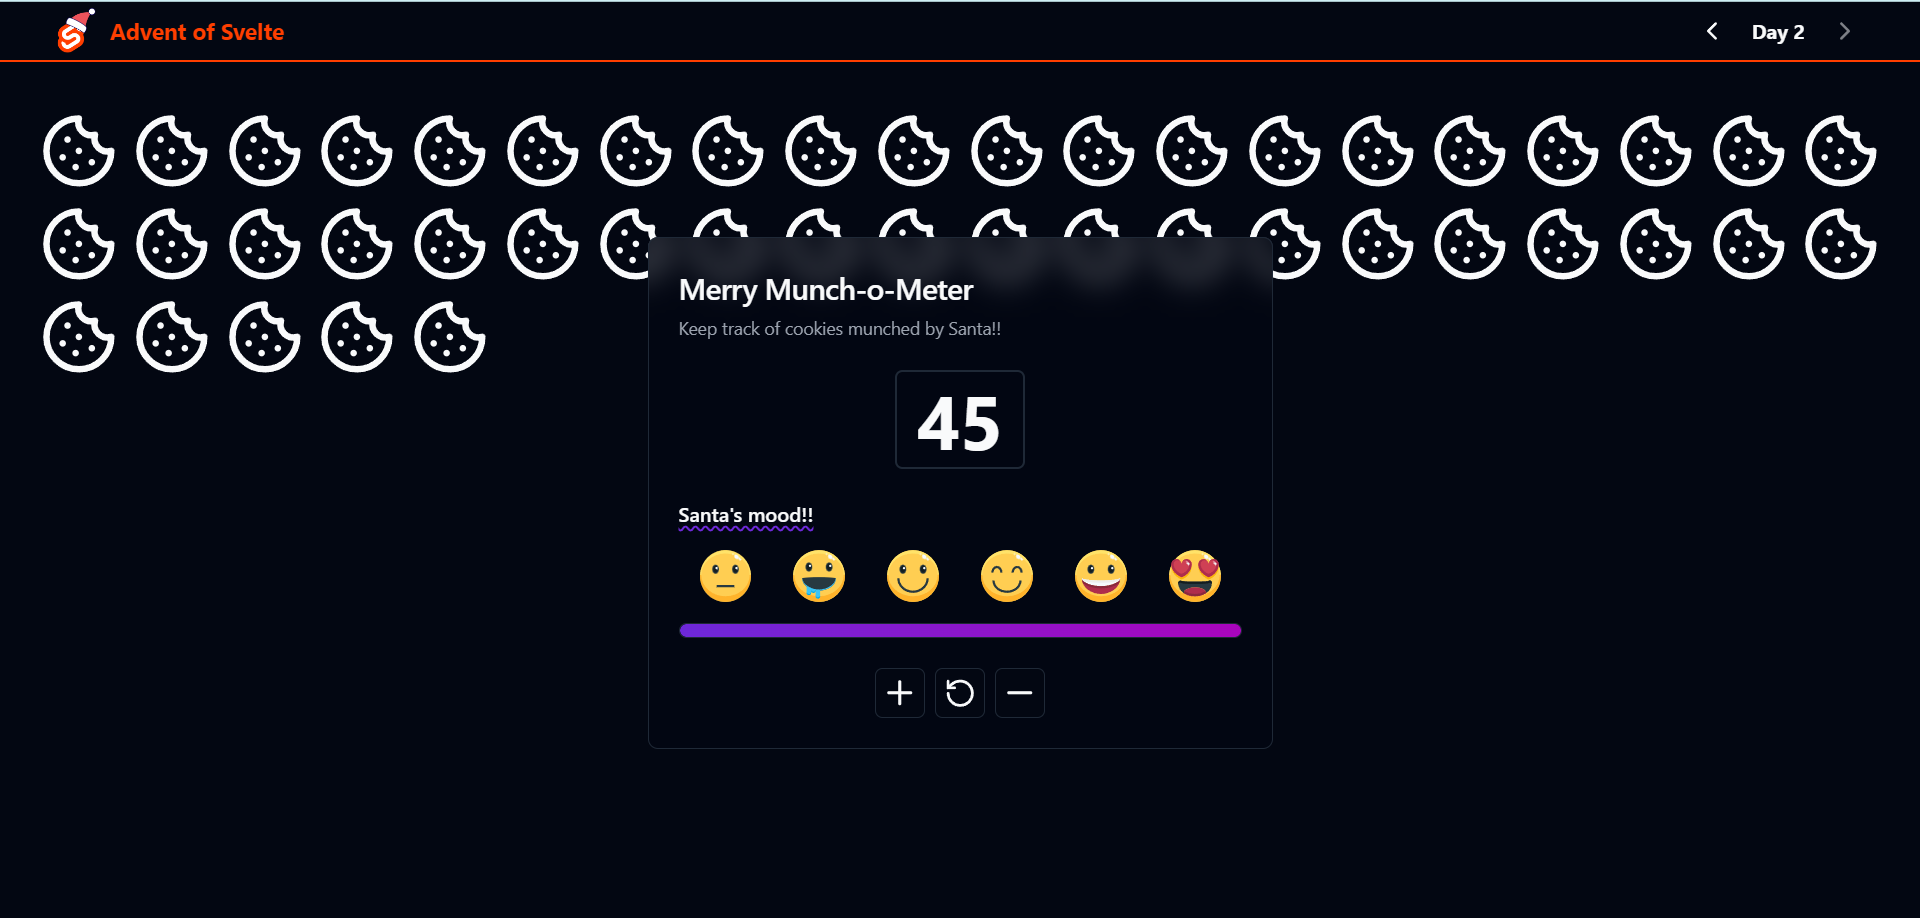 Advent of Svelte
Day 2
Merry Munch-o-Meter
Keep track of cookies munched by Santa!!
45
Santa's mood!!